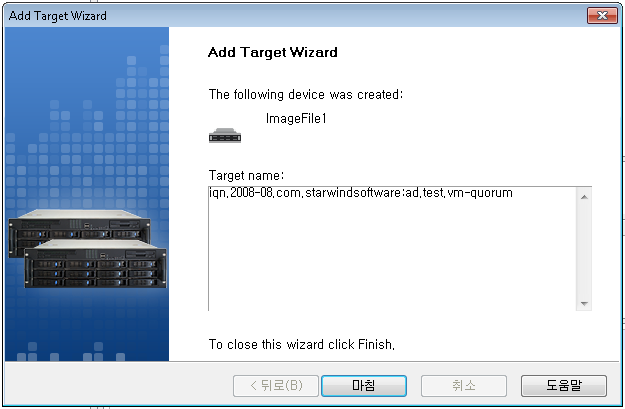 Add Target Wizard
Add Target Wizard
The following device was created:
ImageFile1
Target name:
iqn.2008-08.com.starwindsoftware:ad.test.vm-quorum
To close this wizard click Finish.
< 뒤로(B)
마침
취소
도움말